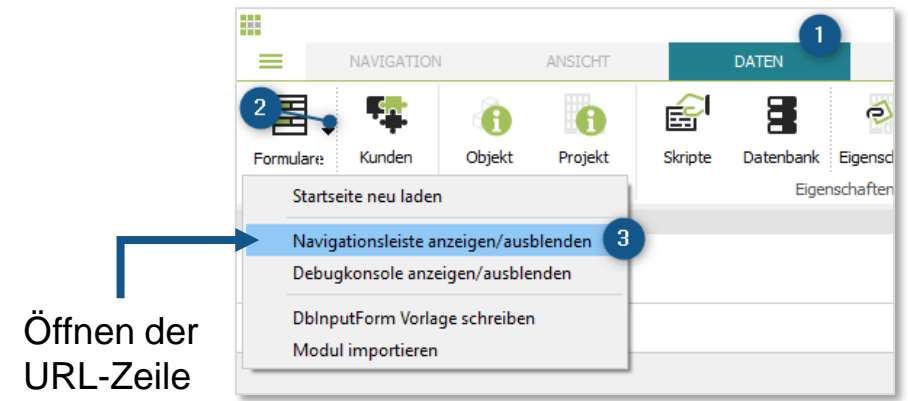 1
NAVIGATION ANSICHT DATEN
2
Formulare Kunden Objekt Projekt Skripte Datenbank Eigensc
Eigenschaften
Startseite neu laden
Navigationsleiste anzeigen/ausblenden 3
Debugkonsole anzeigen/ausblenden
DbInputForm Vorlage schreiben
Modul importieren
Öffnen der
URL-Zeile